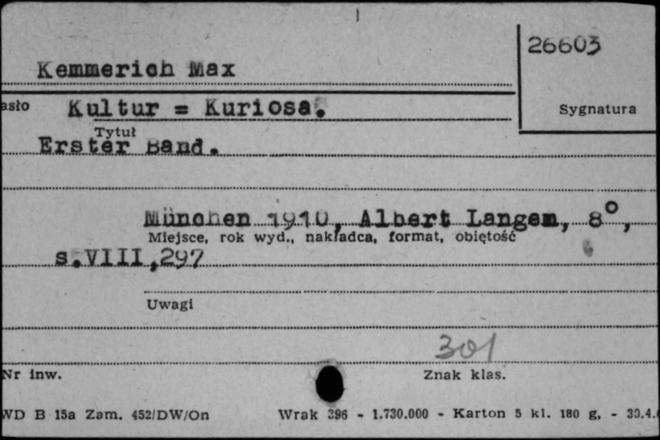 26603
Kemmerich Max
asło Kultur = Kuriosa. Sygnatura
Tytuł
Erster Band.
München 1910, Albert Langen, 8°,
Miejsce, rok wyd., nakładca, format, obiętość
s.VIII,297
Uwagi
301
Nr inw. Znak klas.
WD B 15a Zam. 452/DW/On Wrak 396 - 1.730.000 - Karton 5 kl. 180 g. - 30.4.